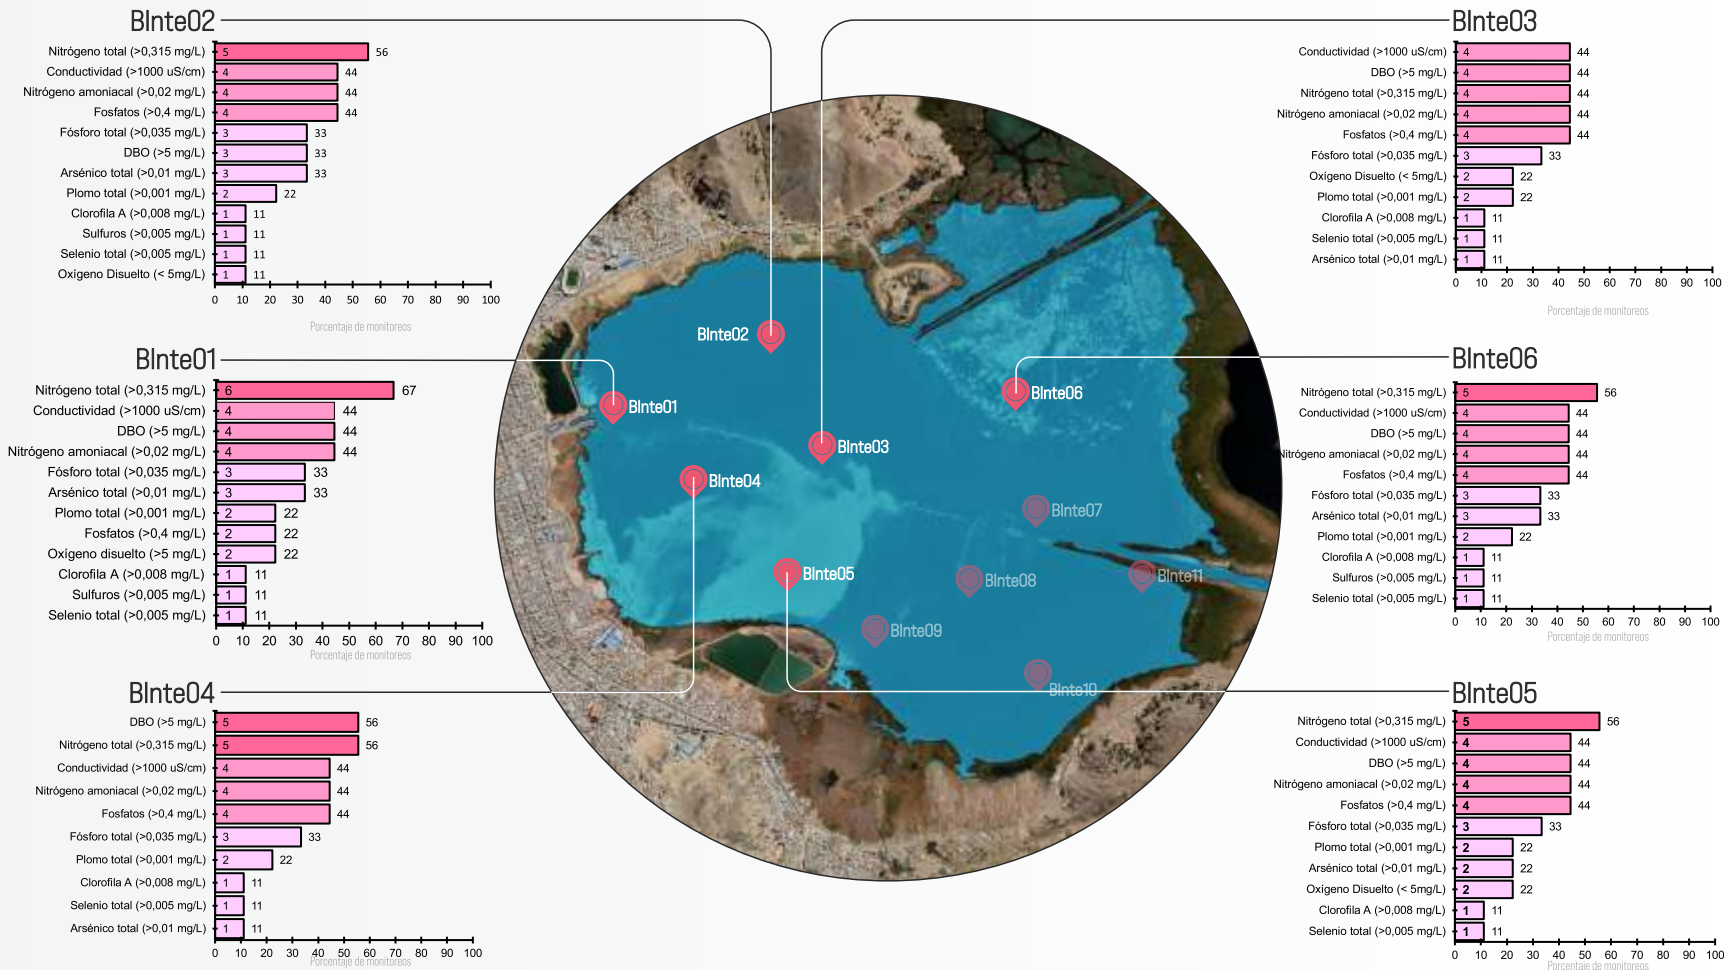 BInte02
Nitrógeno total (>0,315 mg/L) 5 56
Conductividad (>1000 uS/cm) 4 44
Nitrógeno amoniacal (>0,02 mg/L) 4 44
Fosfatos (>0,4 mg/L) 4 44
Fósforo total (>0,035 mg/L) 3 33
DBO (>5 mg/L) 3 33
Arsénico total (>0,01 mg/L) 3 33
Plomo total (>0,001 mg/L) 2 22
Clorofila A (>0,008 mg/L) 1 11
Sulfuros (>0,005 mg/L) 1 11
Selenio total (>0,005 mg/L) 1 11
Oxígeno Disuelto (< 5mg/L) 1 11
0 10 20 30 40 50 60 70 80 90 100
Porcentaje de monitoreos
BInte01
Nitrógeno total (>0,315 mg/L) 6 67
Conductividad (>1000 uS/cm) 4 44
DBO (>5 mg/L) 4 44
Nitrógeno amoniacal (>0,02 mg/L) 4 44
Fósforo total (>0,035 mg/L) 3 33
Arsénico total (>0,01 mg/L) 3 33
Plomo total (>0,001 mg/L) 2 22
Fosfatos (>0,4 mg/L) 2 22
Oxígeno disuelto (>5 mg/L) 2 22
Clorofila A (>0,008 mg/L) 1 11
Sulfuros (>0,005 mg/L) 1 11
Selenio total (>0,005 mg/L) 1 11
0 10 20 30 40 50 60 70 80 90 100
Porcentaje de monitoreos
BInte04
DBO (>5 mg/L) 5 56
Nitrógeno total (>0,315 mg/L) 5 56
Conductividad (>1000 uS/cm) 4 44
Nitrógeno amoniacal (>0,02 mg/L) 4 44
Fosfatos (>0,4 mg/L) 4 44
Fósforo total (>0,035 mg/L) 3 33
Plomo total (>0,001 mg/L) 2 22
Clorofila A (>0,008 mg/L) 1 11
Selenio total (>0,005 mg/L) 1 11
Arsénico total (>0,01 mg/L) 1 11
0 10 20 30 40 50 60 70 80 90 100
Porcentaje de monitoreos
BInte02
BInte06
BInte01
BInte03
BInte04
BInte07
BInte05
BInte08
BInte11
BInte09
BInte10
BInte03
Conductividad (>1000 uS/cm) 4 44
DBO (>5 mg/L) 4 44
Nitrógeno total (>0,315 mg/L) 4 44
Nitrógeno amoniacal (>0,02 mg/L) 4 44
Fosfatos (>0,4 mg/L) 4 44
Fósforo total (>0,035 mg/L) 3 33
Oxígeno Disuelto (< 5mg/L) 2 22
Plomo total (>0,001 mg/L) 2 22
Clorofila A (>0,008 mg/L) 1 11
Selenio total (>0,005 mg/L) 1 11
Arsénico total (>0,01 mg/L) 1 11
0 10 20 30 40 50 60 70 80 90 100
Porcentaje de monitoreos
BInte06
Nitrógeno total (>0,315 mg/L) 5 56
Conductividad (>1000 uS/cm) 4 44
DBO (>5 mg/L) 4 44
Nitrógeno amoniacal (>0,02 mg/L) 4 44
Fosfatos (>0,4 mg/L) 4 44
Fósforo total (>0,035 mg/L) 3 33
Arsénico total (>0,01 mg/L) 3 33
Plomo total (>0,001 mg/L) 2 22
Clorofila A (>0,008 mg/L) 1 11
Sulfuros (>0,005 mg/L) 1 11
Selenio total (>0,005 mg/L) 1 11
0 10 20 30 40 50 60 70 80 90 100
Porcentaje de monitoreos
BInte05
Nitrógeno total (>0,315 mg/L) 5 56
Conductividad (>1000 uS/cm) 4 44
DBO (>5 mg/L) 4 44
Nitrógeno amoniacal (>0,02 mg/L) 4 44
Fosfatos (>0,4 mg/L) 4 44
Fósforo total (>0,035 mg/L) 3 33
Plomo total (>0,001 mg/L) 2 22
Arsénico total (>0,01 mg/L) 2 22
Oxígeno Disuelto (< 5mg/L) 2 22
Clorofila A (>0,008 mg/L) 1 11
Selenio total (>0,005 mg/L) 1 11
0 10 20 30 40 50 60 70 80 90 100
Porcentaje de monitoreos